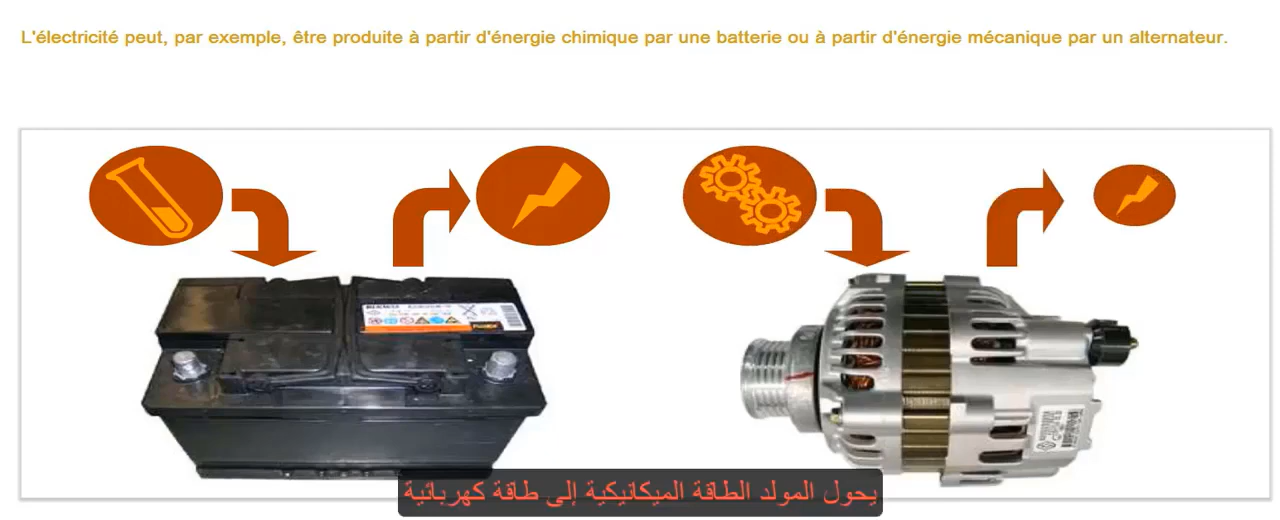 L'électricité peut, par exemple, être produite à partir d'énergie chimique par une batterie ou à partir d'énergie mécanique par un alternateur.
يحول المولد الطاقة الميكانيكية إلى طاقة كهربائية